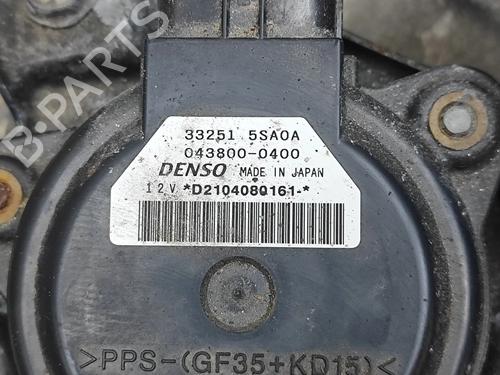 33251 5SA0A
043800-0400
DENSO MADE IN JAPAN
12V *D2104080161-*
>PPS-(GF35+KD15)<
B-PARTS